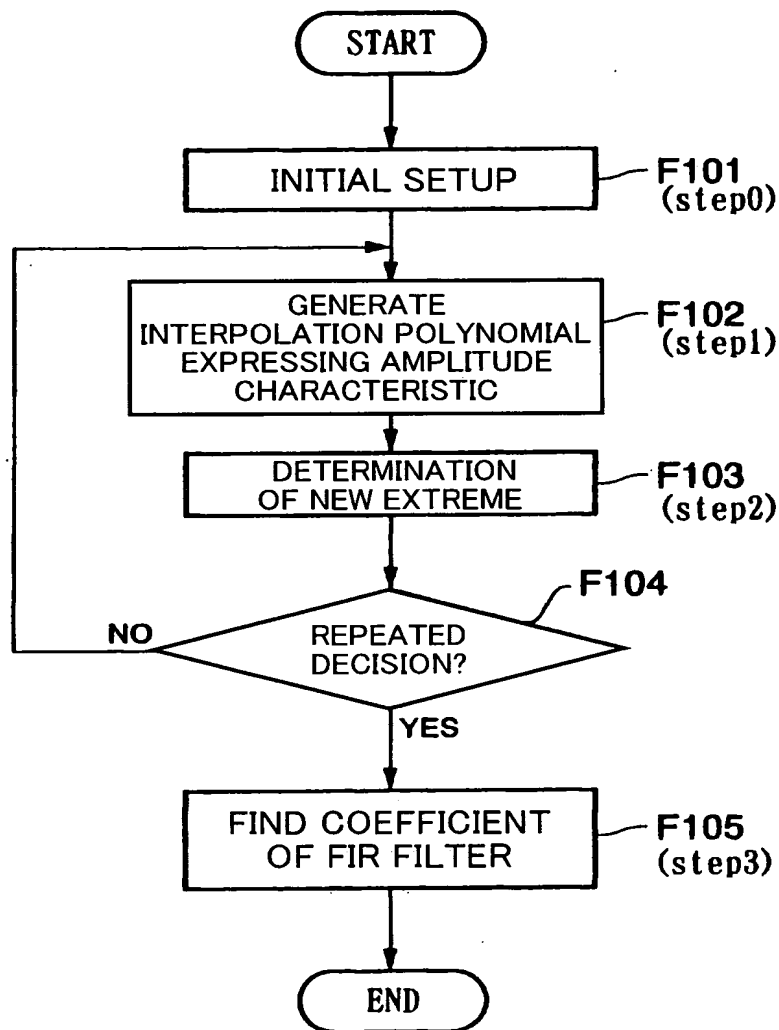 START
INITIAL SETUP
F101
(step0)
GENERATE
INTERPOLATION POLYNOMIAL
EXPRESSING AMPLITUDE
CHARACTERISTIC
F102
(step1)
DETERMINATION
OF NEW EXTREME
F103
(step2)
F104
NO
REPEATED
DECISION?
YES
FIND COEFFICIENT
OF FIR FILTER
F105
(step3)
END